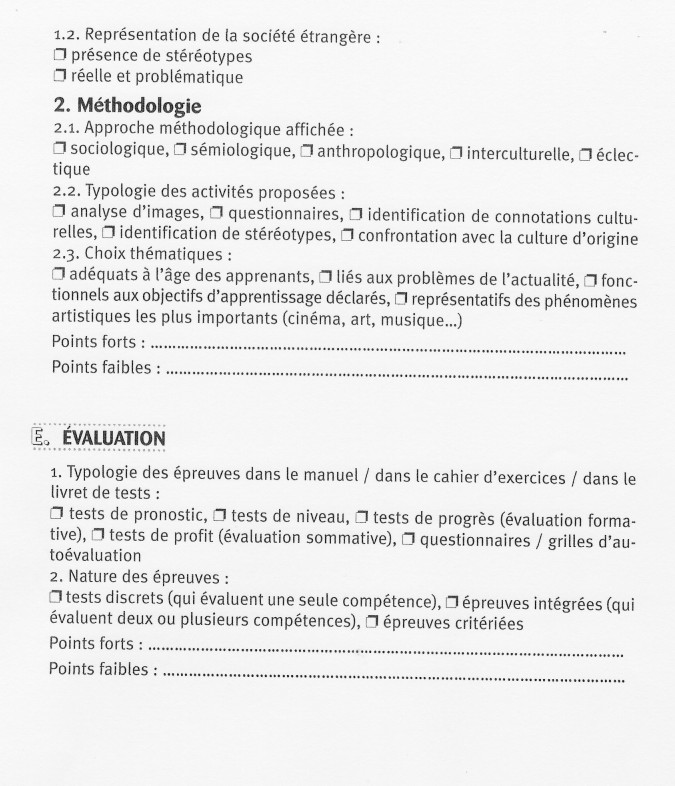 1.2. Représentation de la société étrangère :
❐ présence de stéréotypes
❐ réelle et problématique
2. Méthodologie
2.1. Approche méthodologique affichée :
❐ sociologique, ❐ sémiologique, ❐ anthropologique, ❐ interculturelle, ❐ éclec-
tique
2.2. Typologie des activités proposées :
❐ analyse d'images, ❐ questionnaires, ❐ identification de connotations cultu-
relles, ❐ identification de stéréotypes, ❐ confrontation avec la culture d'origine
2.3. Choix thématiques :
❐ adéquats à l'âge des apprenants, ❐ liés aux problèmes de l'actualité, ❐ fonc-
tionnels aux objectifs d'apprentissage déclarés, ❐ représentatifs des phénomènes
artistiques les plus importants (cinéma, art, musique...)
Points forts : ........................................................................................................
Points faibles : ....................................................................................................
E. ÉVALUATION
1. Typologie des épreuves dans le manuel / dans le cahier d'exercices / dans le
livret de tests :
❐ tests de pronostic, ❐ tests de niveau, ❐ tests de progrès (évaluation forma-
tive), ❐ tests de profit (évaluation sommative), ❐ questionnaires / grilles d'au-
toévaluation
2. Nature des épreuves :
❐ tests discrets (qui évaluent une seule compétence), ❐ épreuves intégrées (qui
évaluent deux ou plusieurs compétences), ❐ épreuves critériées
Points forts : ........................................................................................................
Points faibles : ....................................................................................................